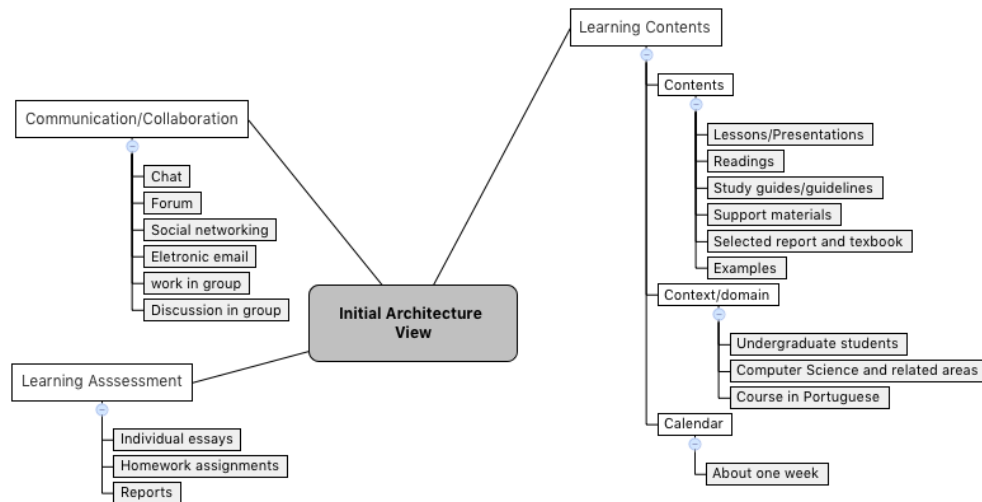 Learning Contents
Contents
Lessons/Presentations
Readings
Study guides/guidelines
Support materials
Selected report and texbook
Examples
Context/domain
Undergraduate students
Computer Science and related areas
Course in Portuguese
Calendar
About one week
Communication/Collaboration
Chat
Forum
Social networking
Eletronic email
work in group
Discussion in group
Initial Architecture
View
Learning Asssessment
Individual essays
Homework assignments
Reports